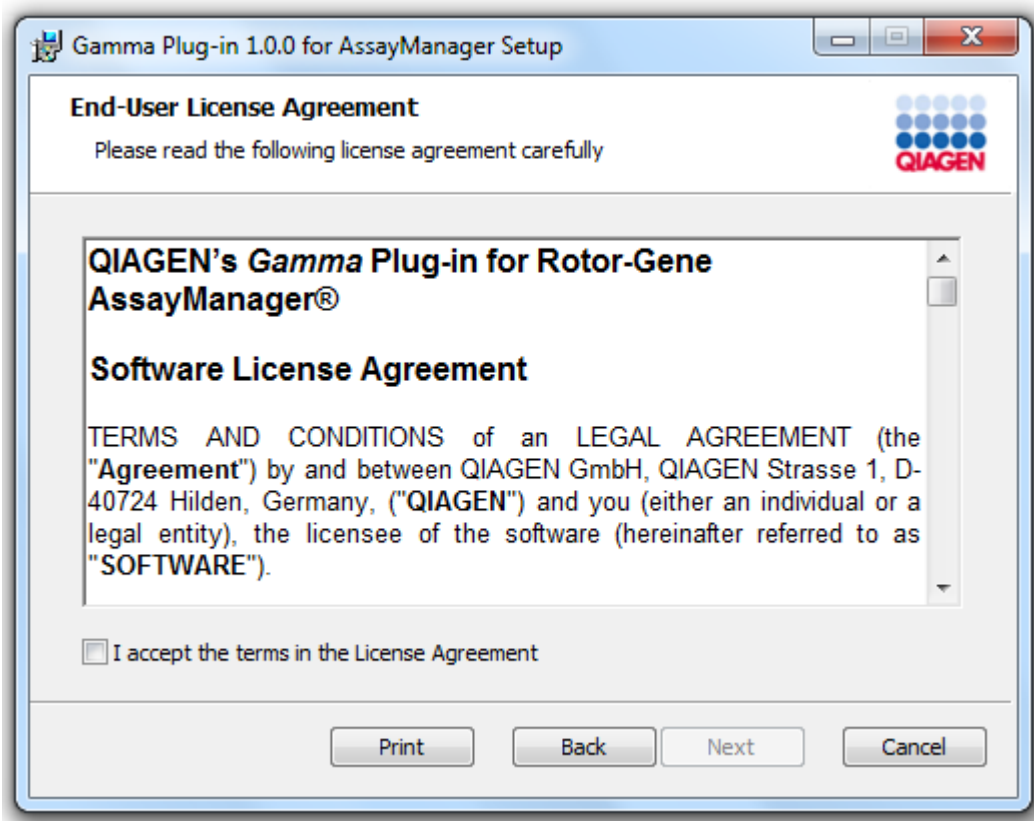 Gamma Plug-in 1.0.0 for AssayManager Setup
End-User License Agreement
Please read the following license agreement carefully
QIAGEN
QIAGEN’s Gamma Plug-in for Rotor-Gene
AssayManager®
Software License Agreement
TERMS AND CONDITIONS of an LEGAL AGREEMENT (the
"Agreement") by and between QIAGEN GmbH, QIAGEN Strasse 1, D-
40724 Hilden, Germany, ("QIAGEN") and you (either an individual or a
legal entity), the licensee of the software (hereinafter referred to as
"SOFTWARE").
I accept the terms in the License Agreement
Print Back Next Cancel